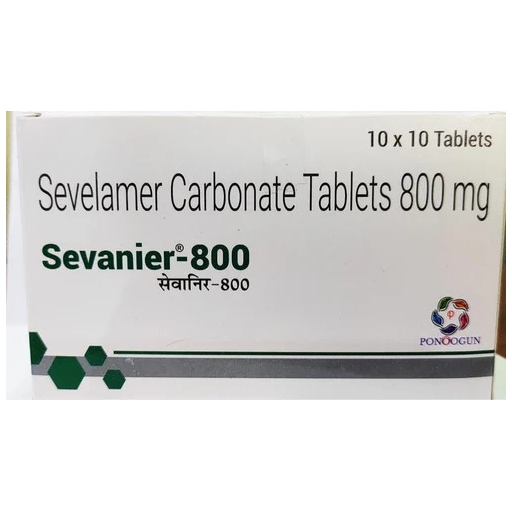 10 x 10 Tablets
Sevelamer Carbonate Tablets 800 mg
Sevanier®-800
सेवानिर-800
PONOOGUN